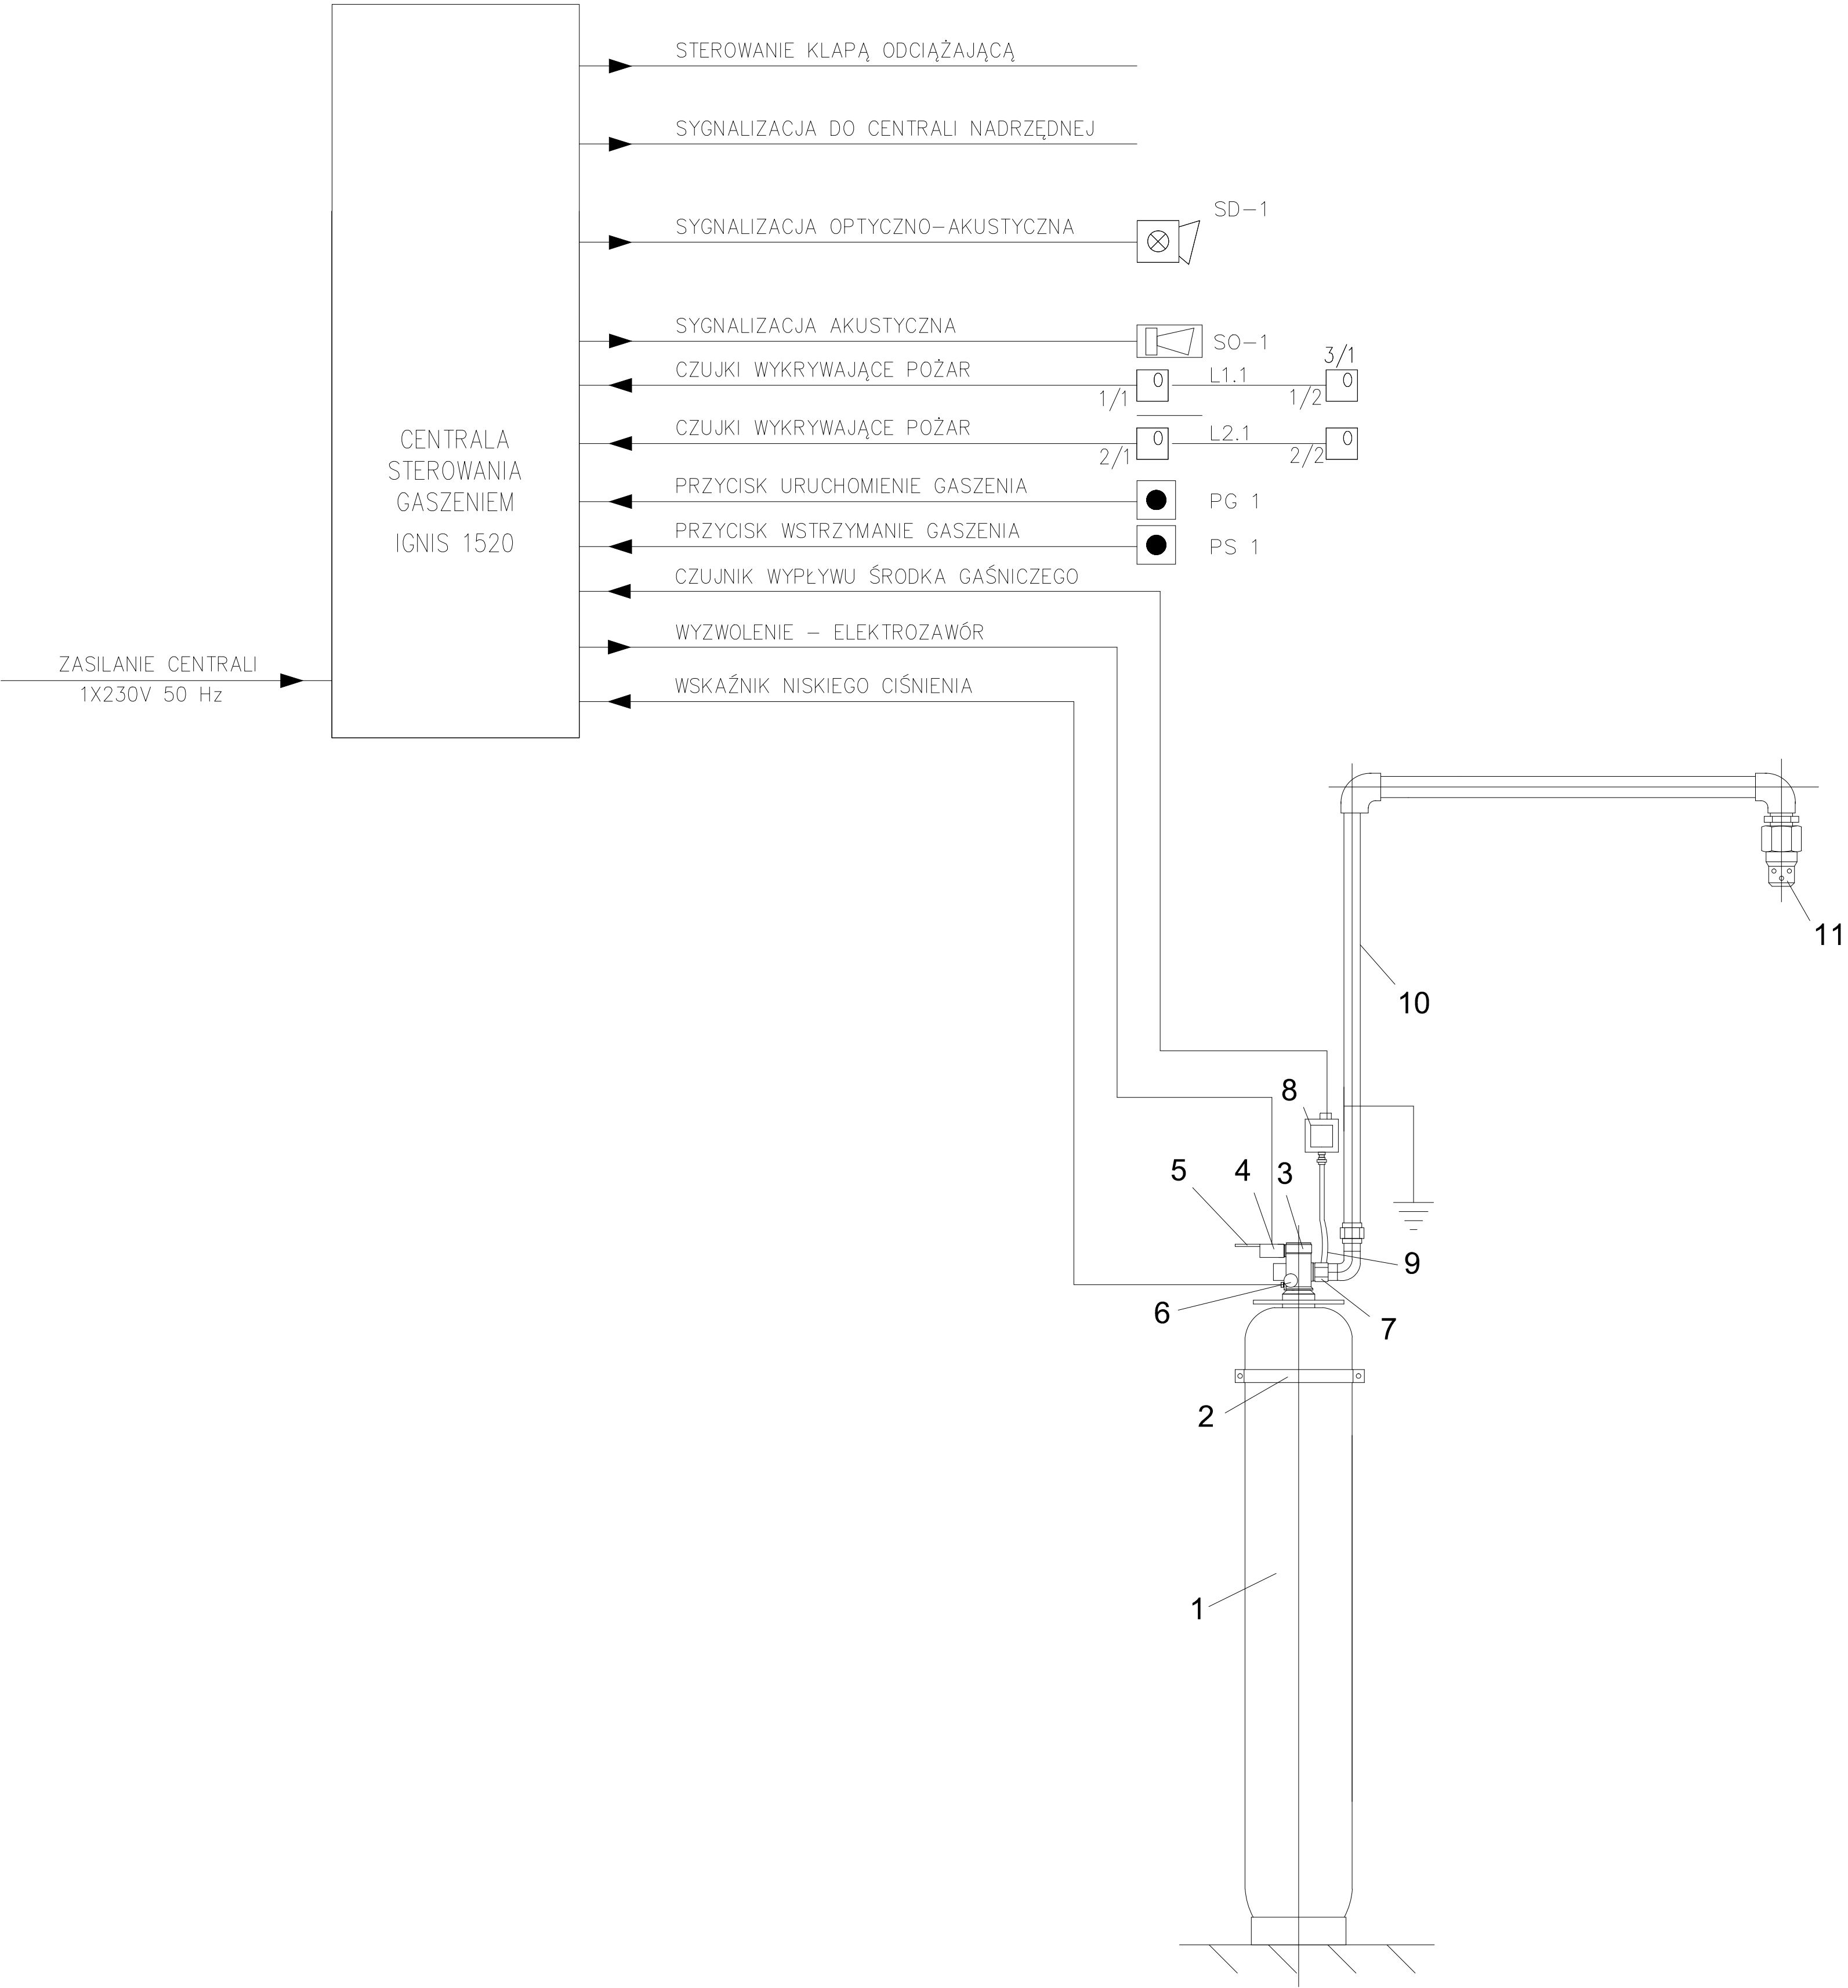 STEROWANIE KLAPĄ ODCIĄŻAJĄCĄ
SYGNALIZACJA DO CENTRALI NADRZĘDNEJ
SD-1
SYGNALIZACJA OPTYCZNO-AKUSTYCZNA
SYGNALIZACJA AKUSTYCZNA
SO-1
3/1
CZUJKI WYKRYWAJĄCE POŻAR
0
L1.1
0
1/1
1/2
CZUJKI WYKRYWAJĄCE POŻAR
0
L2.1
0
2/1
2/2
CENTRALA
STEROWANIA
GASZENIEM
IGNIS 1520
PRZYCISK URUCHOMIENIE GASZENIA
PG 1
PRZYCISK WSTRZYMANIE GASZENIA
PS 1
CZUJNIK WYPŁYWU ŚRODKA GAŚNICZEGO
WYZWOLENIE – ELEKTROZAWÓR
ZASILANIE CENTRALI
1X230V 50 Hz
WSKAŹNIK NISKIEGO CIŚNIENIA
11
10
8
5
4
3
9
6
7
2
1